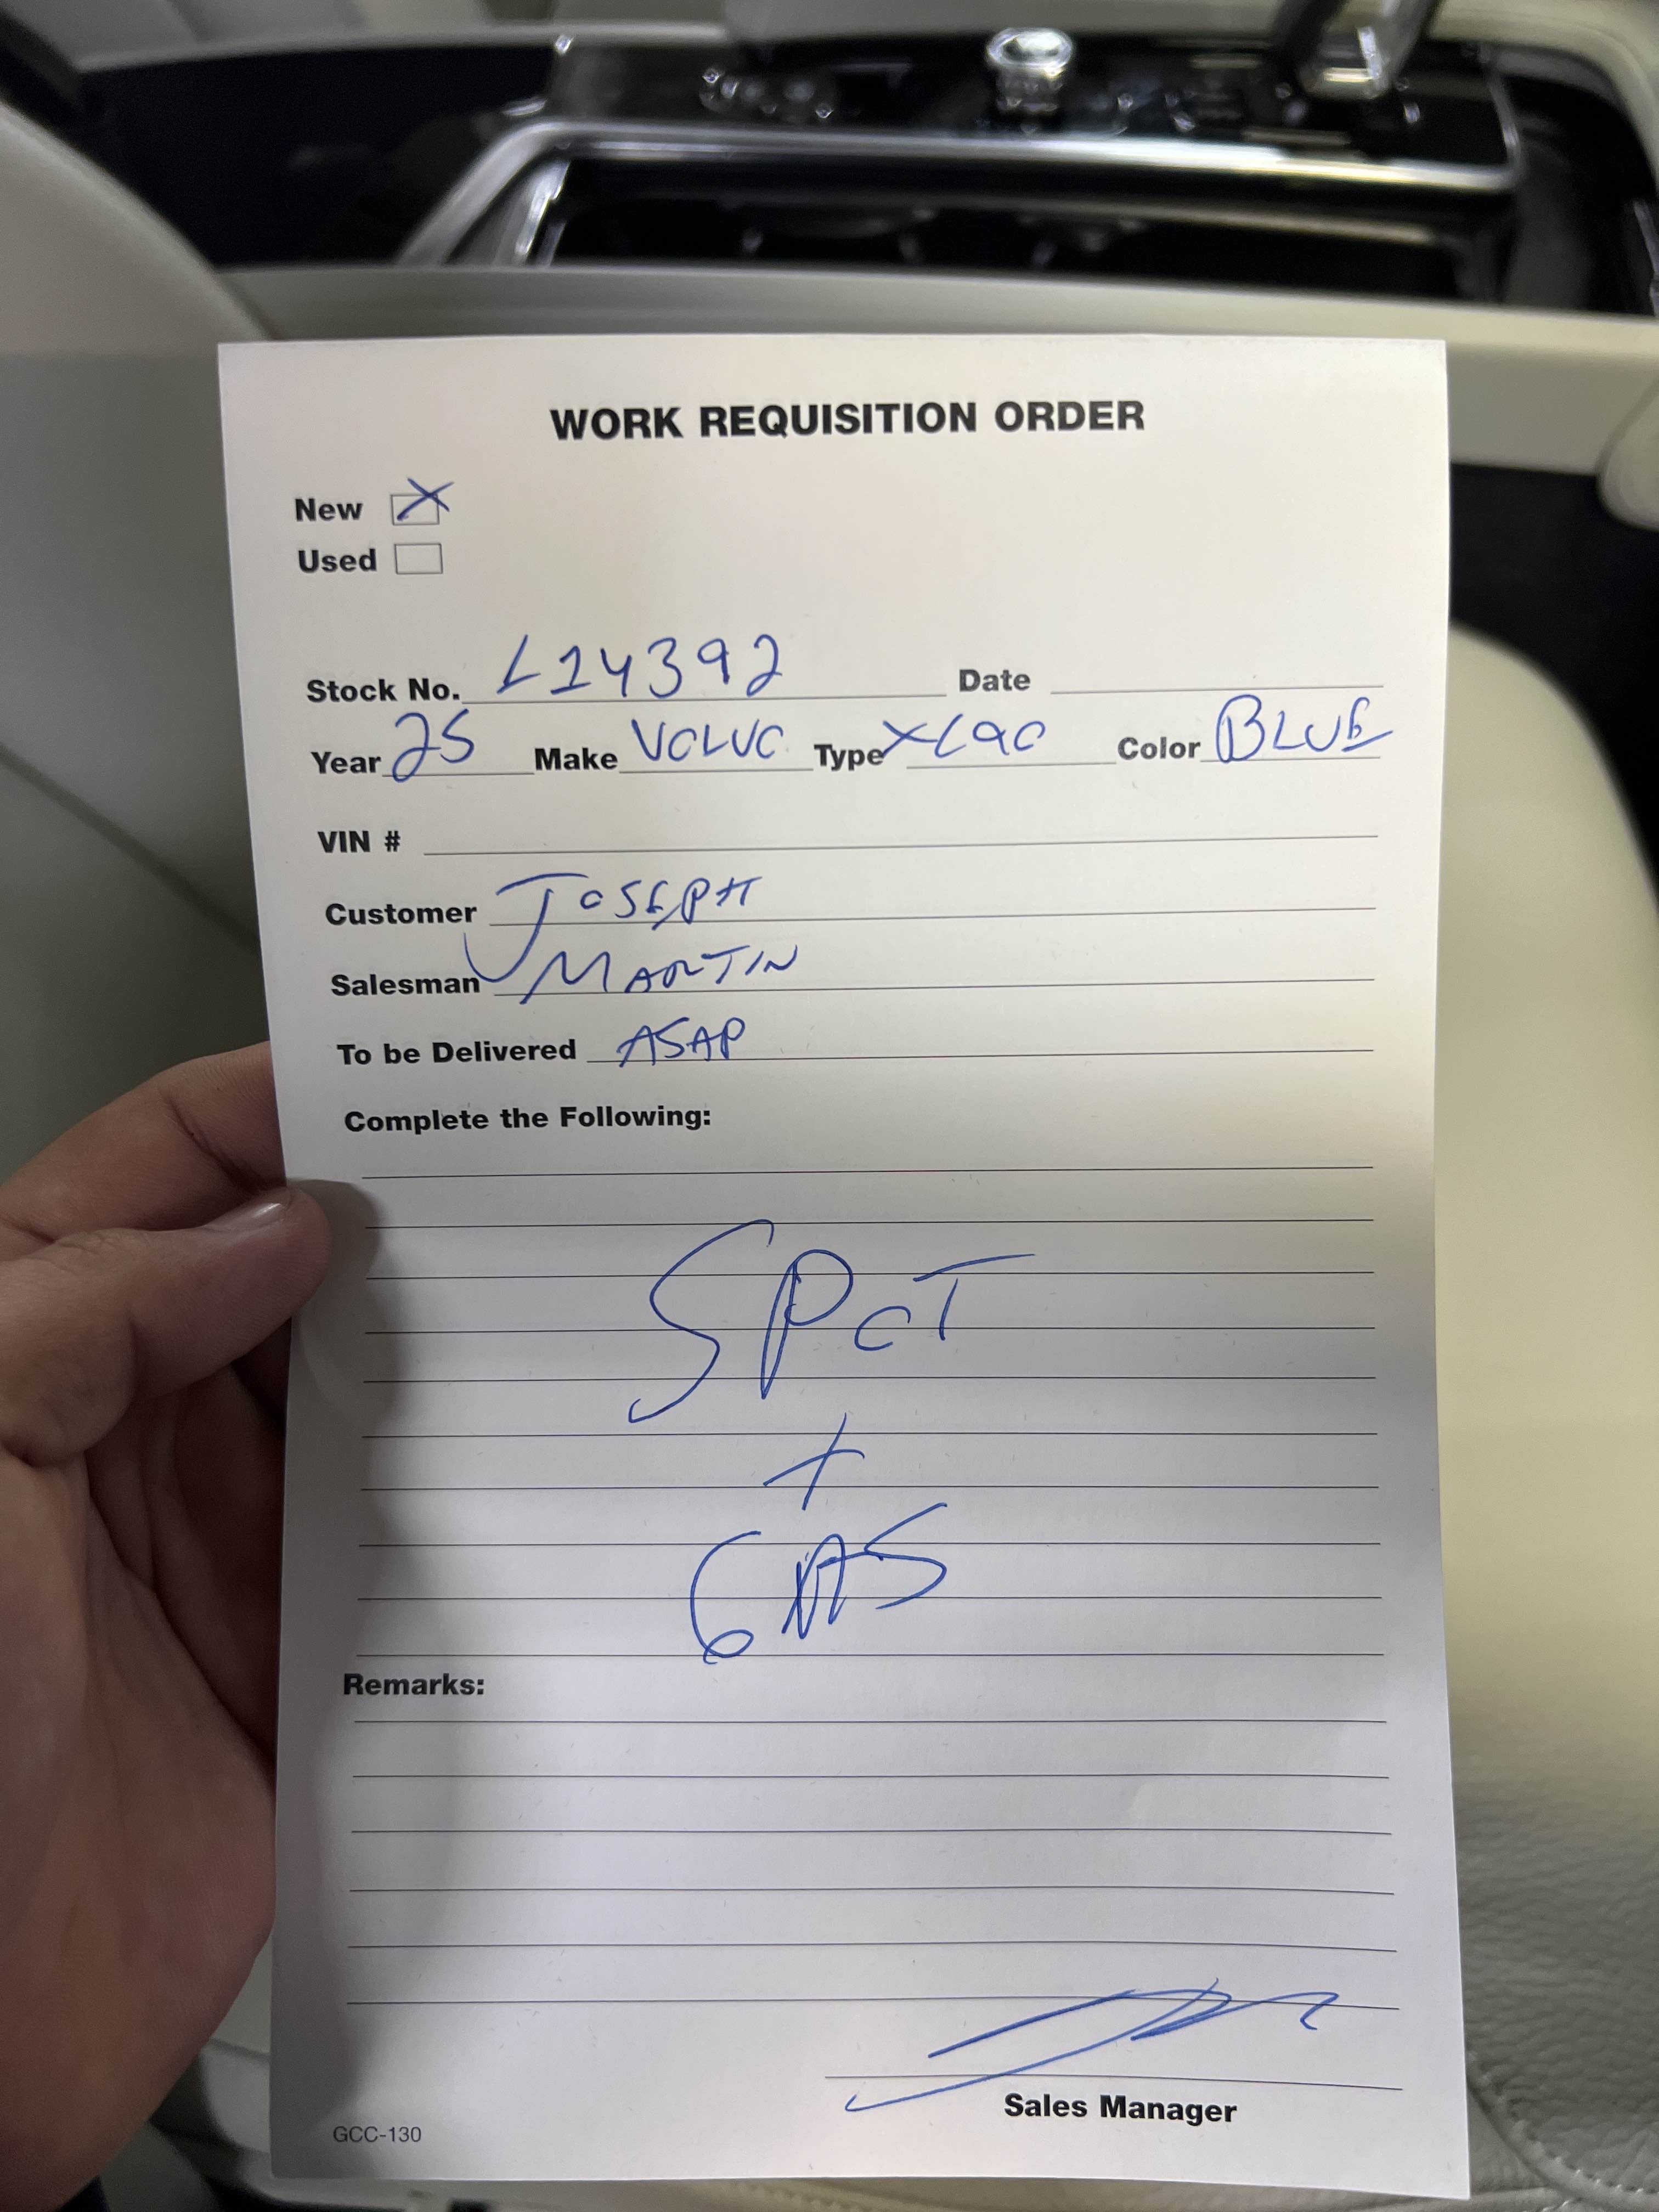 WORK REQUISITION ORDER
New X
Used
Stock No. L14392 Date
Year 25 Make VOLVO Type XC90 Color BLUE
VIN #
Customer JOSEPH
Salesman MARTIN
To be Delivered ASAP
Complete the Following:
SPOT
+
GAS
Remarks:
Sales Manager
GCC-130